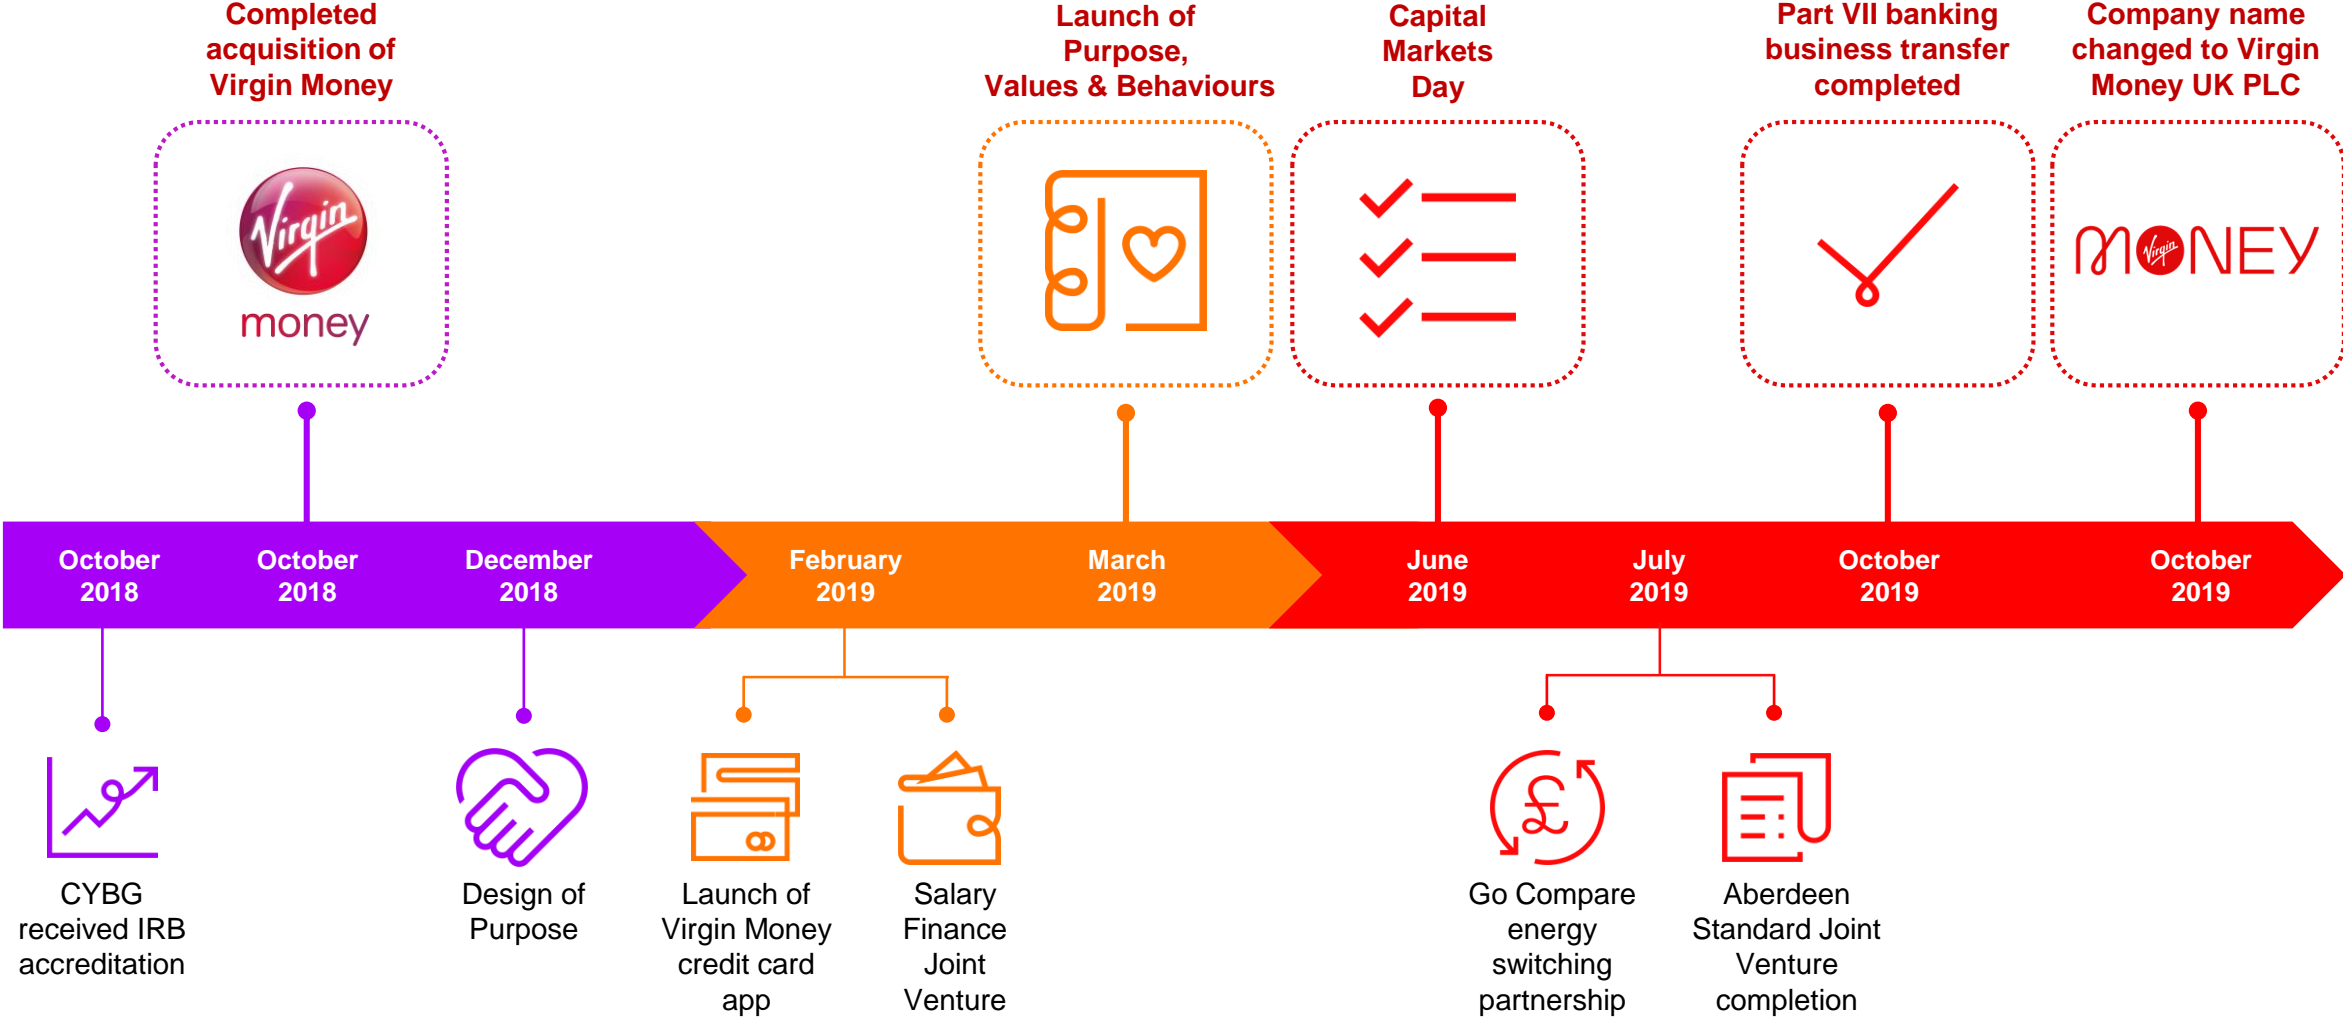 Completed
acquisition of
Virgin Money
Launch of
Purpose,
Values & Behaviours
Capital
Markets
Day
Part VII banking
business transfer
completed
Company name
changed to Virgin
Money UK PLC
Virgin
money
MONEY
Virgin
October
2018
October
2018
December
2018
February
2019
March
2019
June
2019
July
2019
October
2019
October
2019
£
CYBG
received IRB
accreditation
Design of
Purpose
Launch of
Virgin Money
credit card
app
Salary
Finance
Joint
Venture
Go Compare
energy
switching
partnership
Aberdeen
Standard Joint
Venture
completion